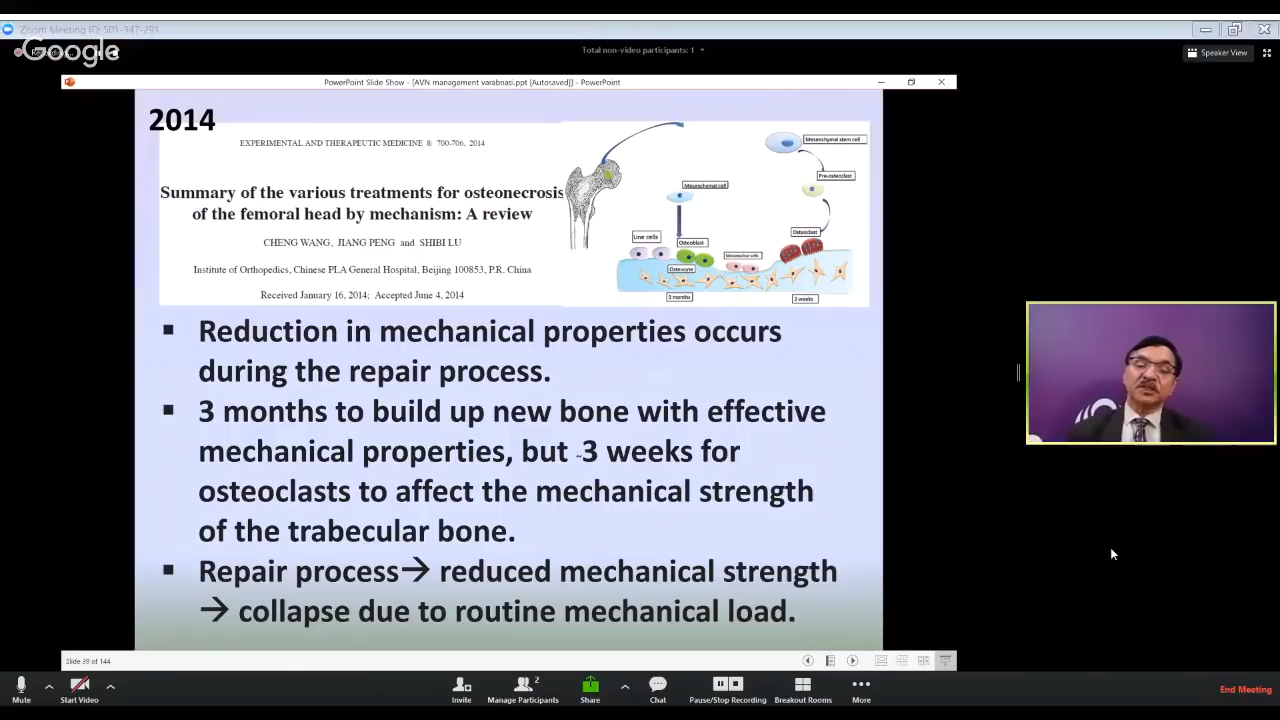 Zoom Meeting ID: 501-347-291
Google
Total non-video participants: 1
Speaker View
PowerPoint Slide Show - [AVN management varabnasi.ppt [Autosaved]] - PowerPoint
2014
EXPERIMENTAL AND THERAPEUTIC MEDICINE 8: 700-706, 2014
Summary of the various treatments for osteonecrosis
of the femoral head by mechanism: A review
CHENG WANG, JIANG PENG and SHIBI LU
Institute of Orthopedics, Chinese PLA General Hospital, Beijing 100853, P.R. China
Received January 16, 2014; Accepted June 4, 2014
Mesenchymal stem cell
Pre-osteoclast
Mesenchymal cell
Osteoclast
Line cells
Osteoblast
Mononuclear cells
Osteocyte
3 months
3 weeks
▪ Reduction in mechanical properties occurs
during the repair process.
▪ 3 months to build up new bone with effective
mechanical properties, but ~3 weeks for
osteoclasts to affect the mechanical strength
of the trabecular bone.
▪ Repair process→ reduced mechanical strength
→ collapse due to routine mechanical load.
Slide 39 of 144
Mute
Start Video
Invite
2
Manage Participants
Share
Chat
Pause/Stop Recording
Breakout Rooms
More
End Meeting